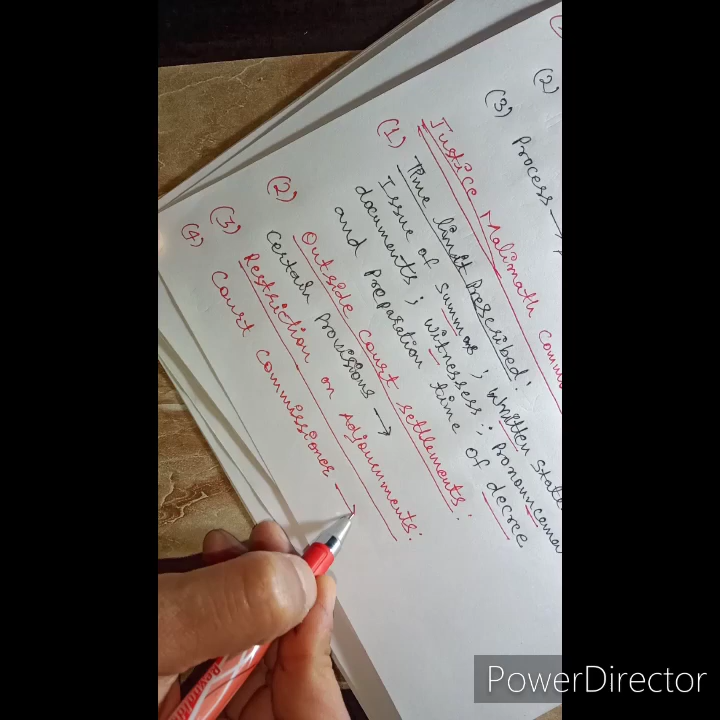 (2)
(3) Process →
Justice Malimath comm
(1) Time limit Prescribed:
Issue of Summons; written State
documents; witnesses; Pronouncemen
and preparation time of decree
(2) Outside court settlements:
certain provisions →
(3) Restriction on Adjournments:
(4) Court Commissioner →
PowerDirector